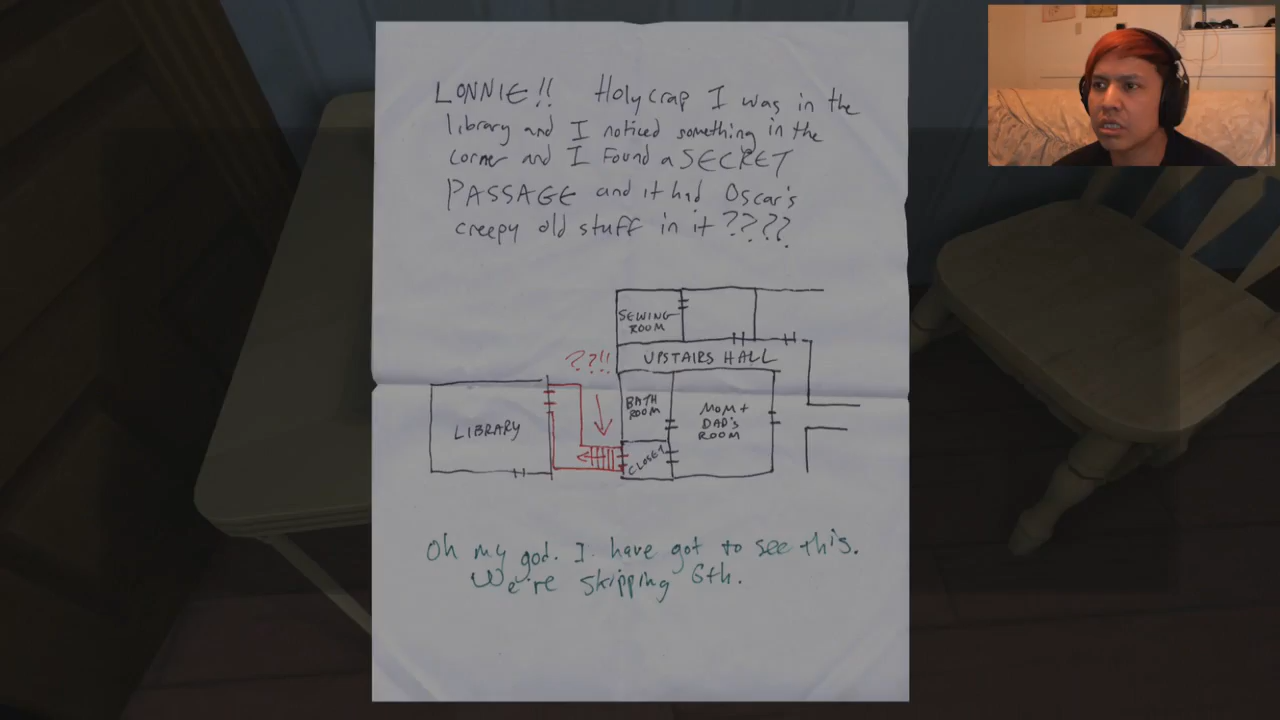 LONNIE!! Holy crap I was in the
library and I noticed something in the
corner and I found a SECRET
PASSAGE and it had Oscar's
creepy old stuff in it ????
SEWING
ROOM
UPSTAIRS HALL
??!!
BATH
ROOM
MOM +
DAD'S
ROOM
LIBRARY
CLOSET
Oh my god. I have got to see this.
We're skipping 6th.